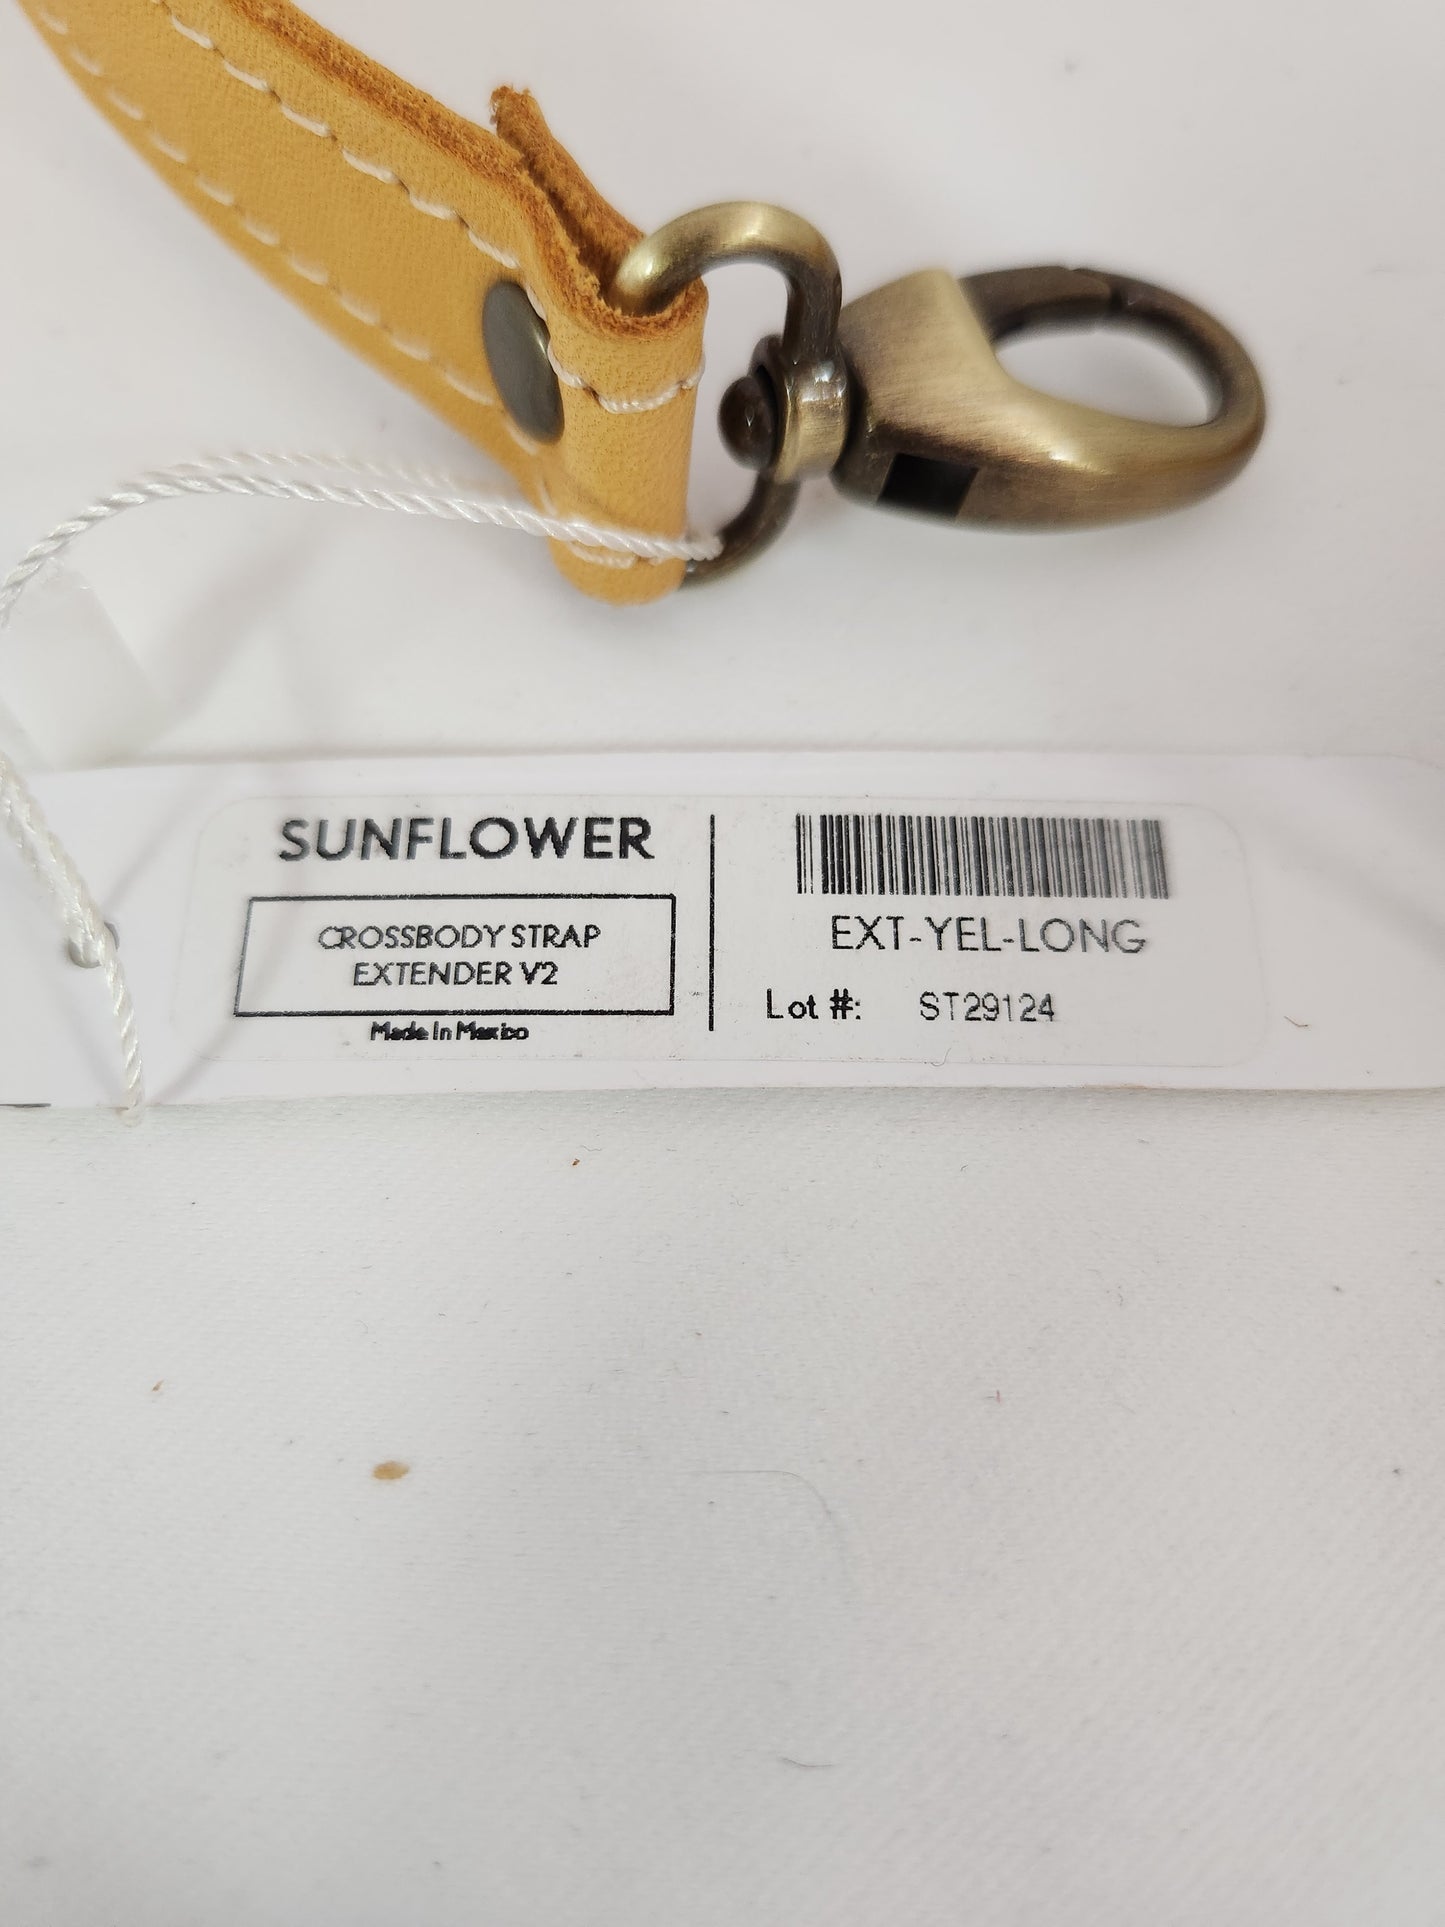 SUNFLOWER
CROSSBODY STRAP
EXTENDER V2
Made In Mexico
EXT-YEL-LONG
Lot #: ST29124